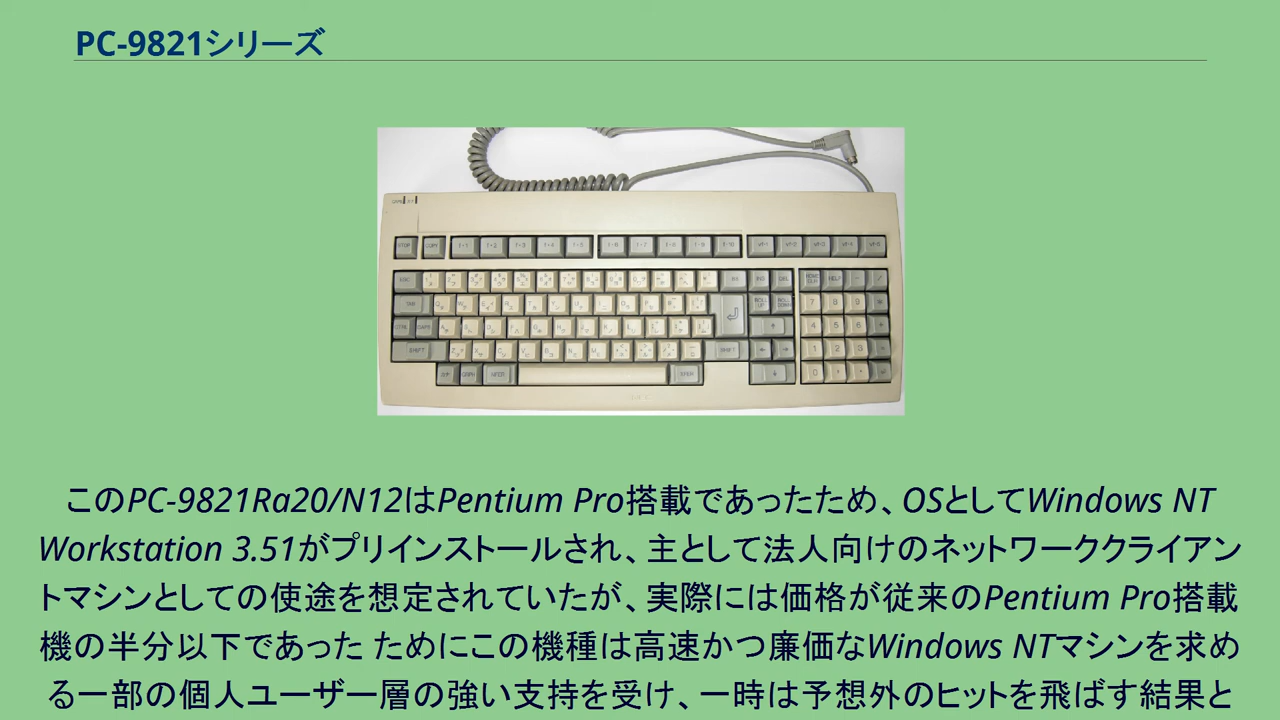 PC-9821シリーズ
このPC-9821Ra20/N12はPentium Pro搭載であったため、OSとしてWindows NT
Workstation 3.51がプリインストールされ、主として法人向けのネットワーククライアン
トマシンとしての使途を想定されていたが、実際には価格が従来のPentium Pro搭載
機の半分以下であった ためにこの機種は高速かつ廉価なWindows NTマシンを求め
る一部の個人ユーザー層の強い支持を受け、一時は予想外のヒットを飛ばす結果と